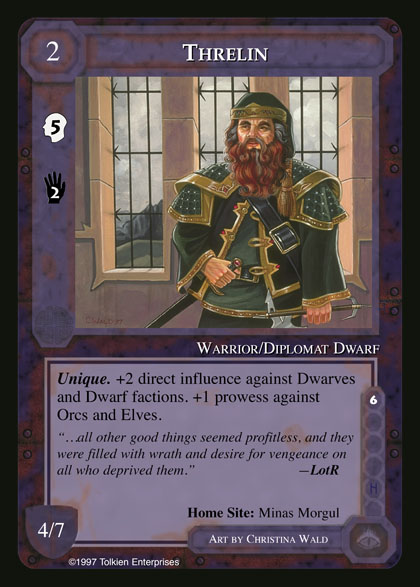 2
THRELIN
5
2
WARRIOR/DIPLOMAT DWARF
Unique. +2 direct influence against Dwarves
and Dwarf factions. +1 prowess against
Orcs and Elves.
“…all other good things seemed profitless, and they
were filled with wrath and desire for vengeance on
all who deprived them.” –LotR
6
H
Home Site: Minas Morgul
4/7
ART BY CHRISTINA WALD
©1997 Tolkien Enterprises